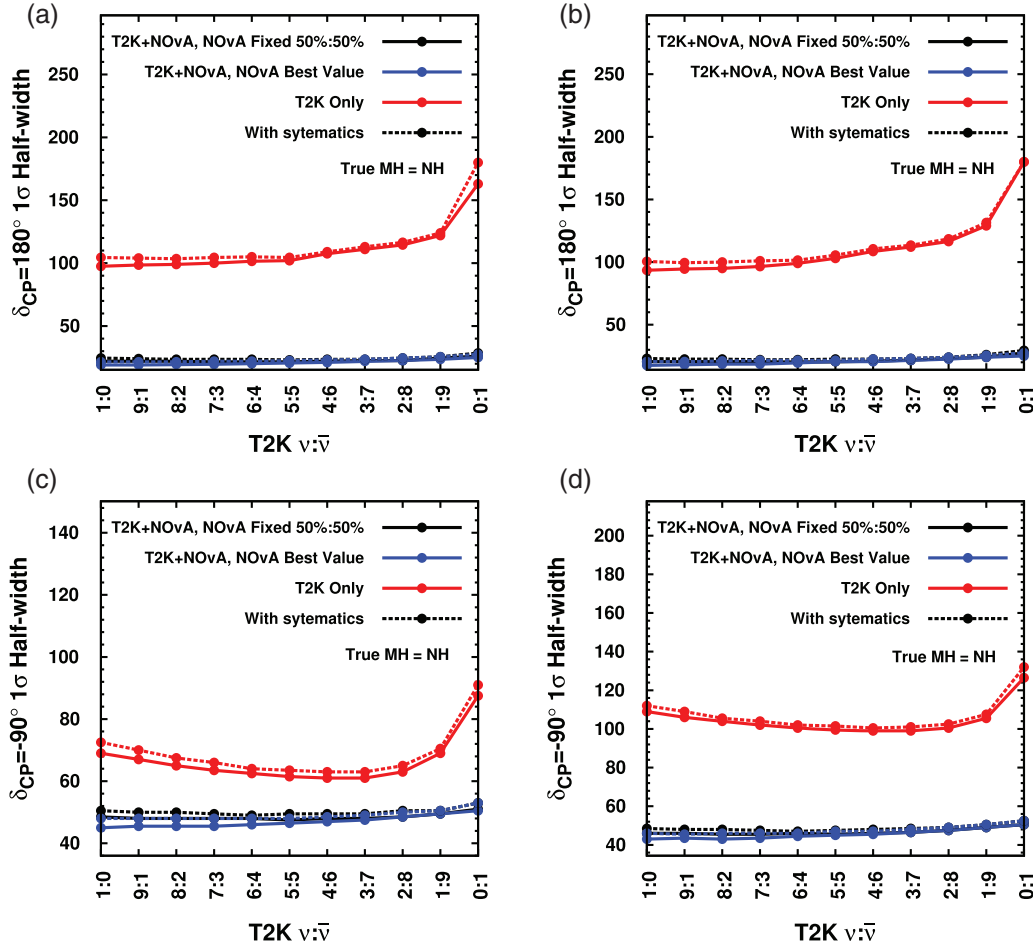 (a)
δCP=180° 1σ Half-width
T2K+NOvA, NOvA Fixed 50%:50%
T2K+NOvA, NOvA Best Value
T2K Only
With sytematics
True MH = NH
250
200
150
100
50
1:0 9:1 8:2 7:3 6:4 5:5 4:6 3:7 2:8 1:9 0:1
T2K ν:ν̅
(b)
δCP=180° 1σ Half-width
T2K+NOvA, NOvA Fixed 50%:50%
T2K+NOvA, NOvA Best Value
T2K Only
With sytematics
True MH = NH
250
200
150
100
50
1:0 9:1 8:2 7:3 6:4 5:5 4:6 3:7 2:8 1:9 0:1
T2K ν:ν̅
(c)
δCP=-90° 1σ Half-width
T2K+NOvA, NOvA Fixed 50%:50%
T2K+NOvA, NOvA Best Value
T2K Only
With sytematics
True MH = NH
140
120
100
80
60
40
1:0 9:1 8:2 7:3 6:4 5:5 4:6 3:7 2:8 1:9 0:1
T2K ν:ν̅
(d)
δCP=-90° 1σ Half-width
T2K+NOvA, NOvA Fixed 50%:50%
T2K+NOvA, NOvA Best Value
T2K Only
With sytematics
True MH = NH
200
180
160
140
120
100
80
60
40
1:0 9:1 8:2 7:3 6:4 5:5 4:6 3:7 2:8 1:9 0:1
T2K ν:ν̅